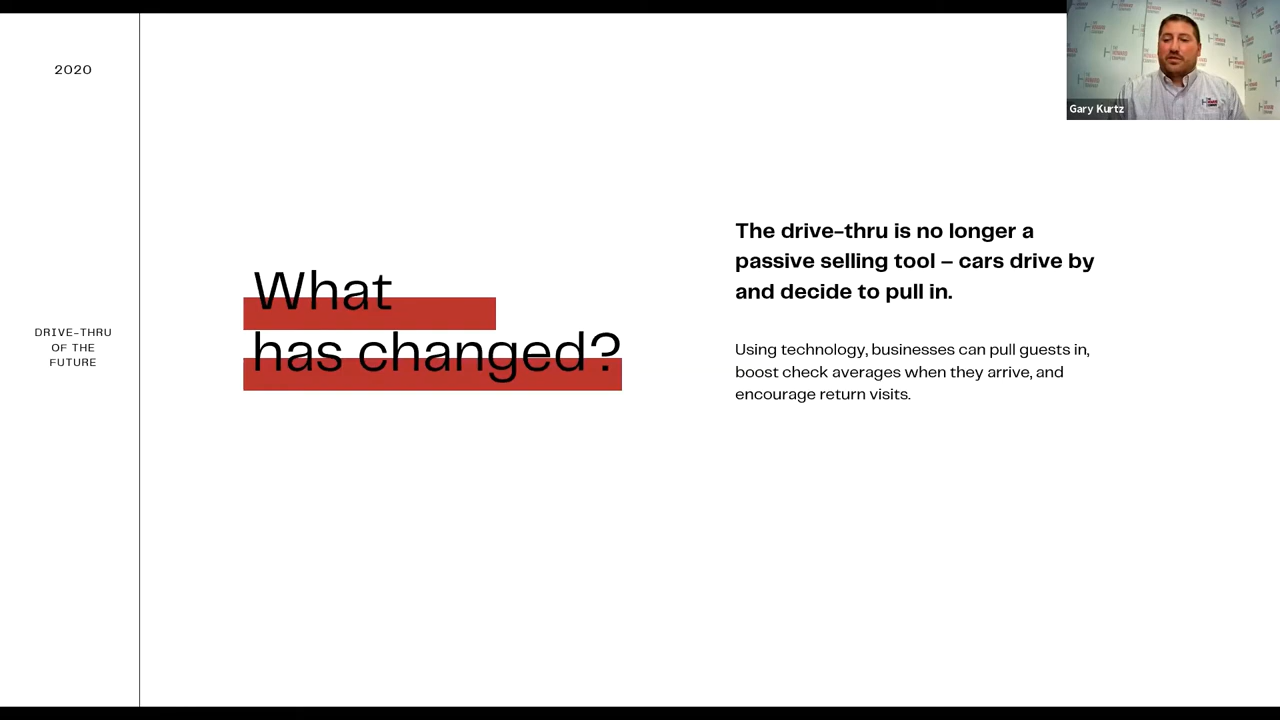 2020
DRIVE-THRU
OF THE
FUTURE
What
has changed?
The drive-thru is no longer a
passive selling tool – cars drive by
and decide to pull in.
Using technology, businesses can pull guests in,
boost check averages when they arrive, and
encourage return visits.
Gary Kurtz